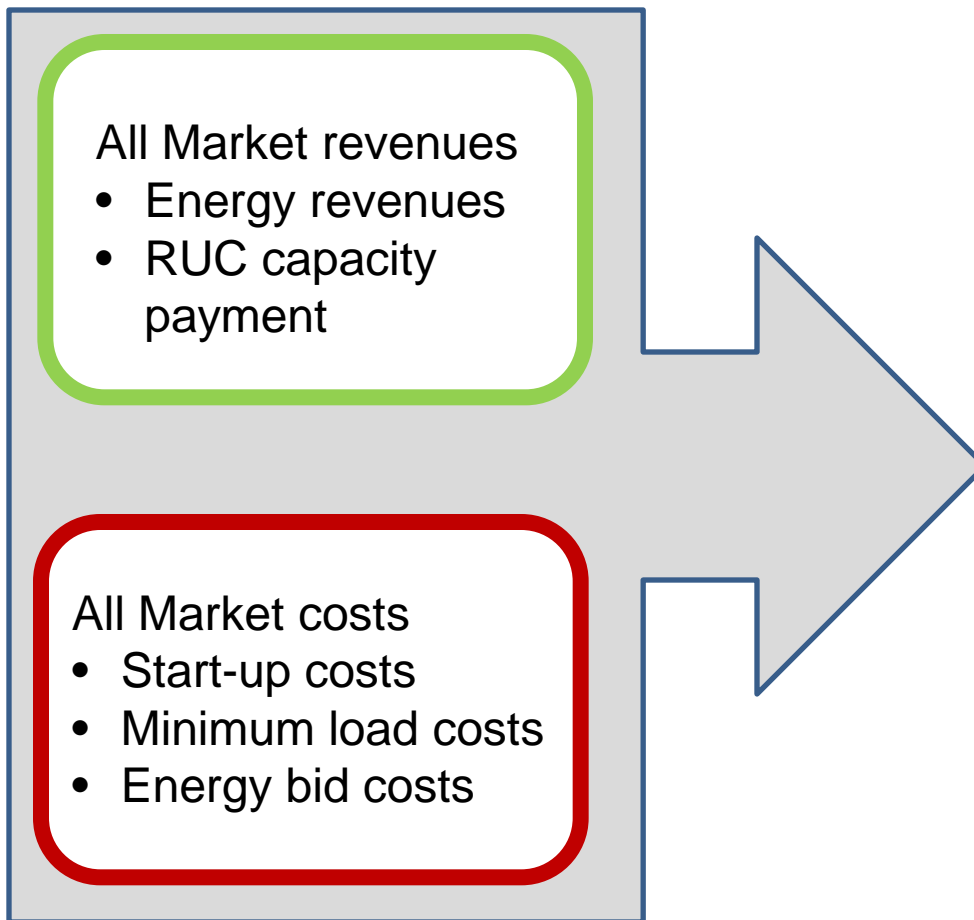 All Market revenues
• Energy revenues
• RUC capacity
payment
All Market costs
• Start-up costs
• Minimum load costs
• Energy bid costs